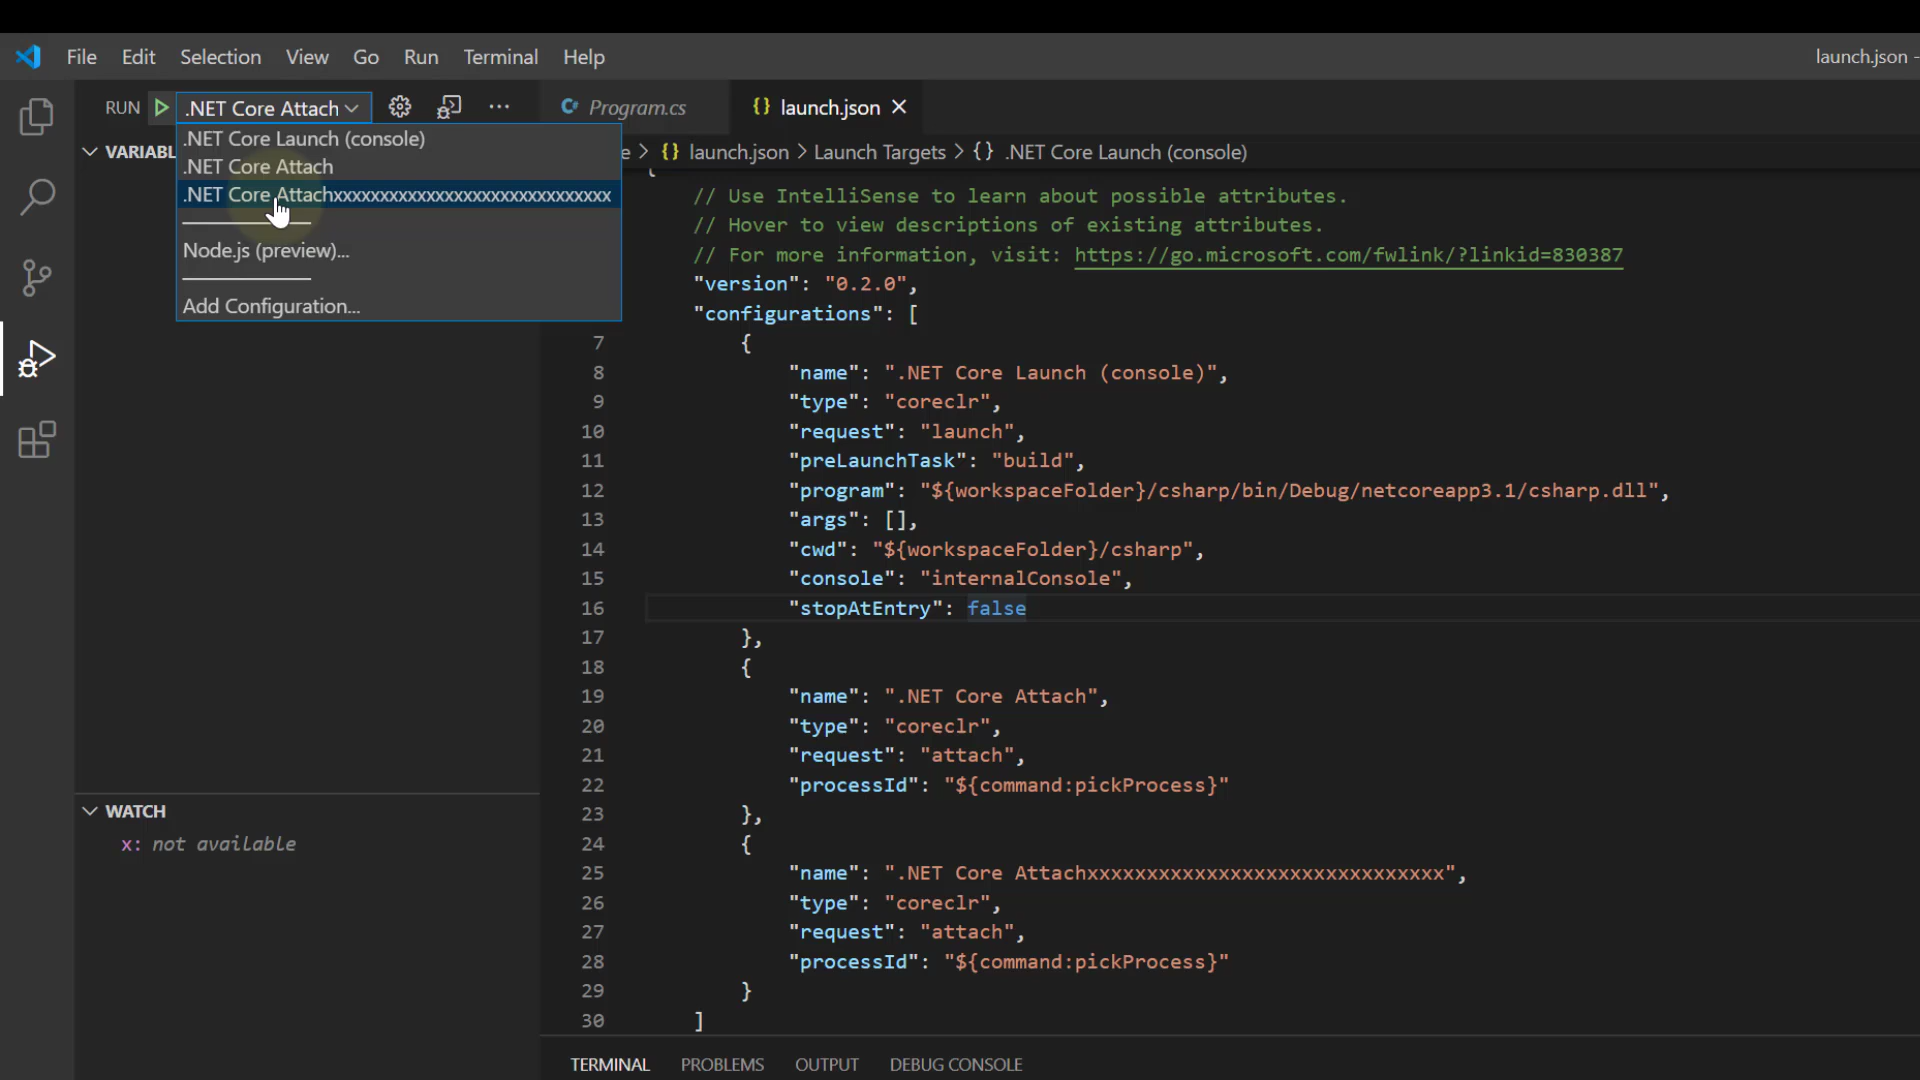 File Edit Selection View Go Run Terminal Help launch.json -
RUN .NET Core Attach ... Program.cs {} launch.json ×
.NET Core Launch (console)
.NET Core Attach
.NET Core Attachxxxxxxxxxxxxxxxxxxxxxxxxxxxxxx
Node.js (preview)...
Add Configuration...
VARIABL
e > {} launch.json > Launch Targets > {} .NET Core Launch (console)
{
// Use IntelliSense to learn about possible attributes.
// Hover to view descriptions of existing attributes.
// For more information, visit: https://go.microsoft.com/fwlink/?linkid=830387
"version": "0.2.0",
"configurations": [
7 {
8 "name": ".NET Core Launch (console)",
9 "type": "coreclr",
10 "request": "launch",
11 "preLaunchTask": "build",
12 "program": "${workspaceFolder}/csharp/bin/Debug/netcoreapp3.1/csharp.dll",
13 "args": [],
14 "cwd": "${workspaceFolder}/csharp",
15 "console": "internalConsole",
16 "stopAtEntry": false
17 },
18 {
19 "name": ".NET Core Attach",
20 "type": "coreclr",
21 "request": "attach",
22 "processId": "${command:pickProcess}"
23 },
24 {
25 "name": ".NET Core Attachxxxxxxxxxxxxxxxxxxxxxxxxxxxxxx",
26 "type": "coreclr",
27 "request": "attach",
28 "processId": "${command:pickProcess}"
29 }
30 ]
WATCH
x: not available
TERMINAL PROBLEMS OUTPUT DEBUG CONSOLE